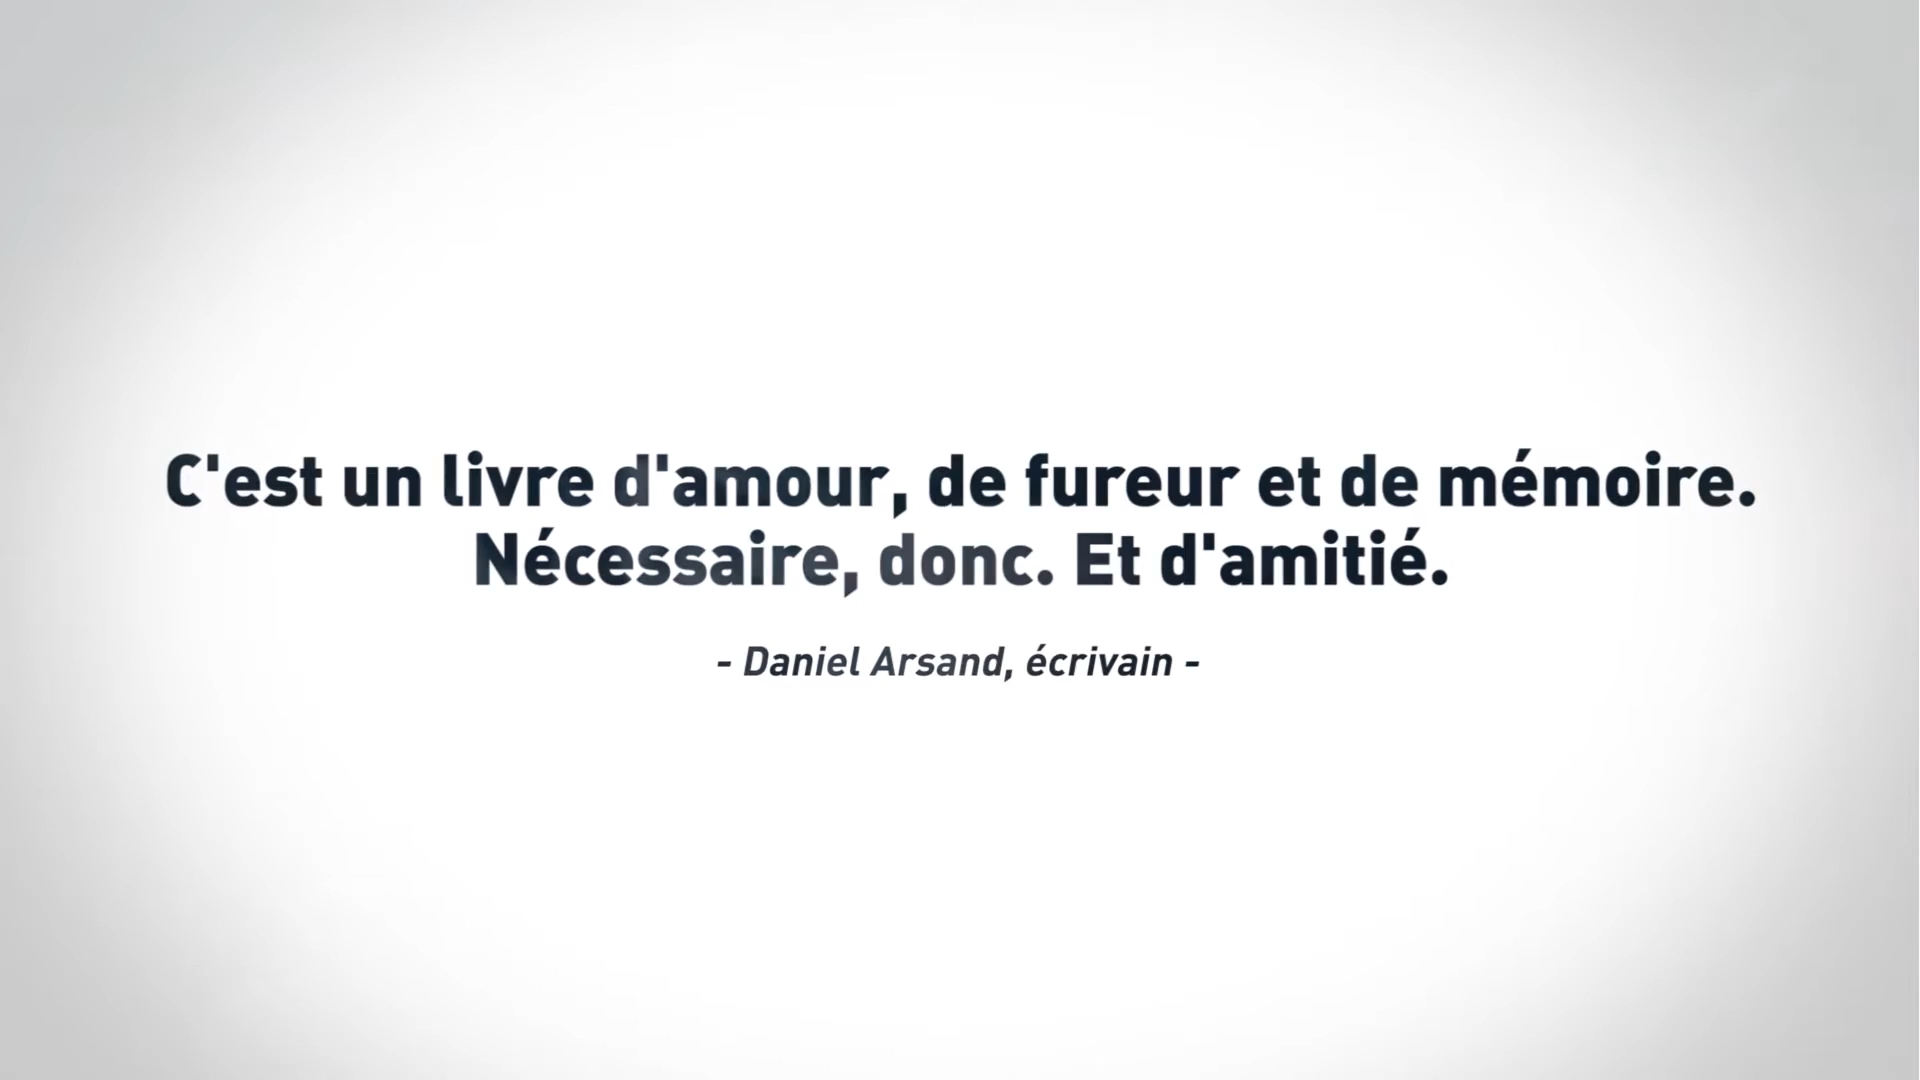 C'est un livre d'amour, de fureur et de mémoire.
Nécessaire, donc. Et d'amitié.
- Daniel Arsand, écrivain -